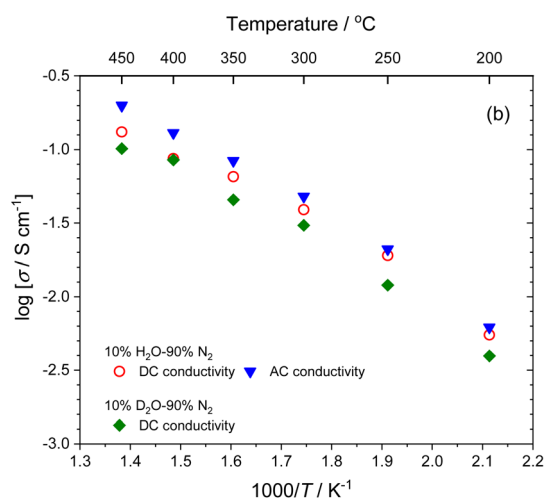 Temperature / °C
450 400 350 300 250 200
-0.5
(b)
-1.0
-1.5
-2.0
-2.5
-3.0
log [σ / S cm⁻¹]
10% H₂O-90% N₂
DC conductivity AC conductivity
10% D₂O-90% N₂
DC conductivity
1.3 1.4 1.5 1.6 1.7 1.8 1.9 2.0 2.1 2.2
1000/T / K⁻¹